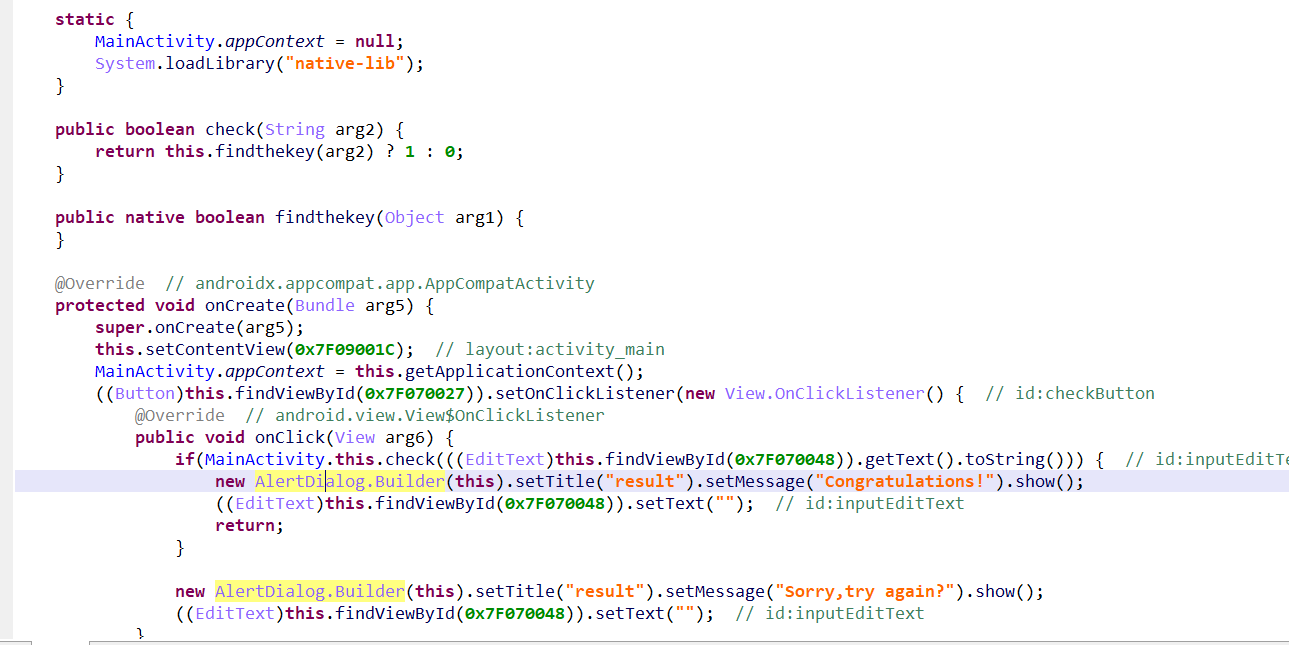 static {
MainActivity.appContext = null;
System.loadLibrary("native-lib");
}
public boolean check(String arg2) {
return this.findthekey(arg2) ? 1 : 0;
}
public native boolean findthekey(Object arg1) {
}
@Override // androidx.appcompat.app.AppCompatActivity
protected void onCreate(Bundle arg5) {
super.onCreate(arg5);
this.setContentView(0x7F09001C); // layout:activity_main
MainActivity.appContext = this.getApplicationContext();
((Button)this.findViewById(0x7F070027)).setOnClickListener(new View.OnClickListener() { // id:checkButton
@Override // android.view.View$OnClickListener
public void onClick(View arg6) {
if(MainActivity.this.check(((EditText)this.findViewById(0x7F070048)).getText().toString())) { // id:inputEditTe
new AlertDialog.Builder(this).setTitle("result").setMessage("Congratulations!").show();
((EditText)this.findViewById(0x7F070048)).setText(""); // id:inputEditText
return;
}
new AlertDialog.Builder(this).setTitle("result").setMessage("Sorry,try again?").show();
((EditText)this.findViewById(0x7F070048)).setText(""); // id:inputEditText
}